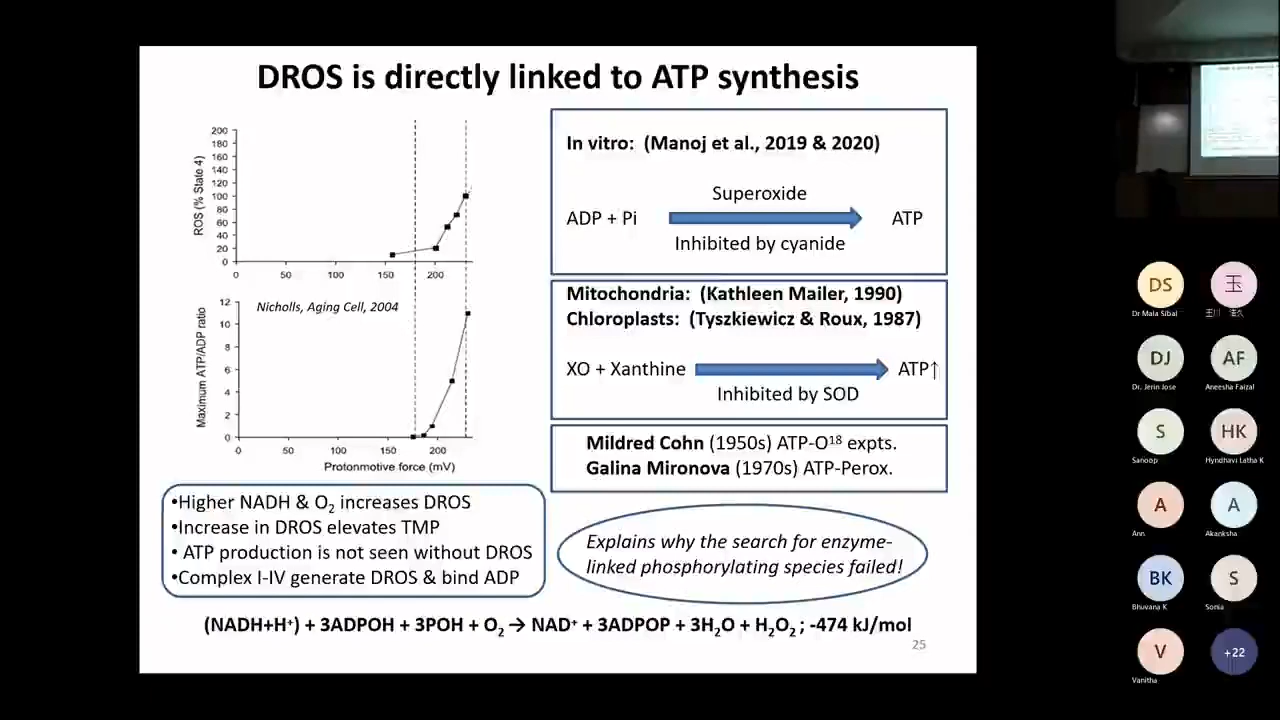 DROS is directly linked to ATP synthesis
ROS (% State 4)
200
180
160
140
120
100
80
60
40
20
0
0 50 100 150 200
Nicholls, Aging Cell, 2004
Maximum ATP/ADP ratio
12
10
8
6
4
2
0
0 50 100 150 200
Protonmotive force (mV)
In vitro: (Manoj et al., 2019 & 2020)
Superoxide
ADP + Pi ATP
Inhibited by cyanide
Mitochondria: (Kathleen Mailer, 1990)
Chloroplasts: (Tyszkiewicz & Roux, 1987)
XO + Xanthine ATP↑
Inhibited by SOD
Mildred Cohn (1950s) ATP-O¹⁸ expts.
Galina Mironova (1970s) ATP-Perox.
•Higher NADH & O₂ increases DROS
•Increase in DROS elevates TMP
• ATP production is not seen without DROS
•Complex I-IV generate DROS & bind ADP
Explains why the search for enzyme-
linked phosphorylating species failed!
(NADH+H⁺) + 3ADPOH + 3POH + O₂ → NAD⁺ + 3ADPOP + 3H₂O + H₂O₂ ; -474 kJ/mol
25
DS 玉
Dr Mala Sibal
DJ AF
Dr. Jerin Jose Aneesha Faizal
S HK
Sanoop Hyndhavi Latha K
A A
Ann Akanksha
BK S
Bhuvana K Sonia
V +22
Vanitha